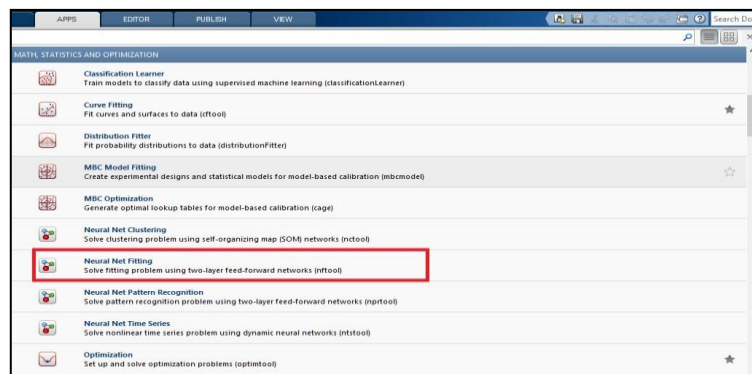 APPS EDITOR PUBLISH VIEW Search Do
MATH, STATISTICS AND OPTIMIZATION
Classification Learner
Train models to classify data using supervised machine learning (classificationLearner)
Curve Fitting
Fit curves and surfaces to data (cftool)
Distribution Fitter
Fit probability distributions to data (distributionFitter)
MBC Model Fitting
Create experimental designs and statistical models for model-based calibration (mbcmodel)
MBC Optimization
Generate optimal lookup tables for model-based calibration (cage)
Neural Net Clustering
Solve clustering problem using self-organizing map (SOM) networks (nctool)
Neural Net Fitting
Solve fitting problem using two-layer feed-forward networks (nftool)
Neural Net Pattern Recognition
Solve pattern recognition problem using two-layer feed-forward networks (nprtool)
Neural Net Time Series
Solve nonlinear time series problem using dynamic neural networks (ntstool)
Optimization
Set up and solve optimization problems (optimtool)